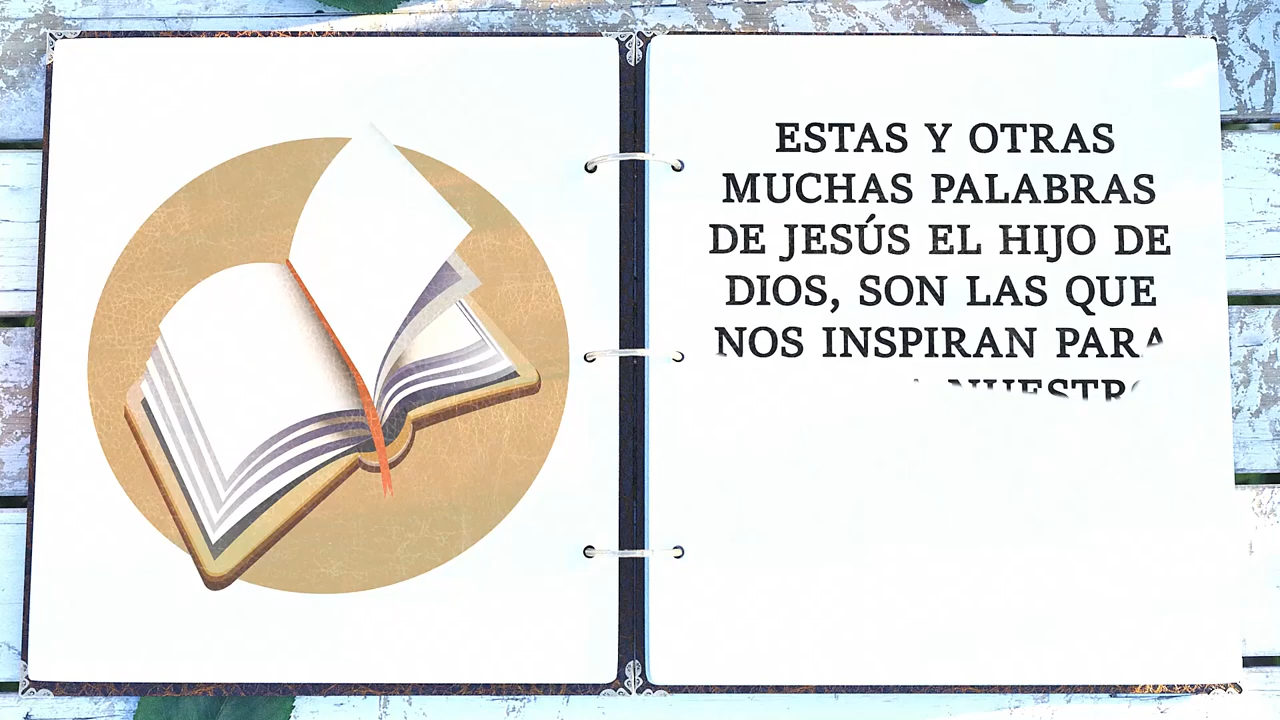 ESTAS Y OTRAS
MUCHAS PALABRAS
DE JESÚS EL HIJO DE
DIOS, SON LAS QUE
NOS INSPIRAN PARA